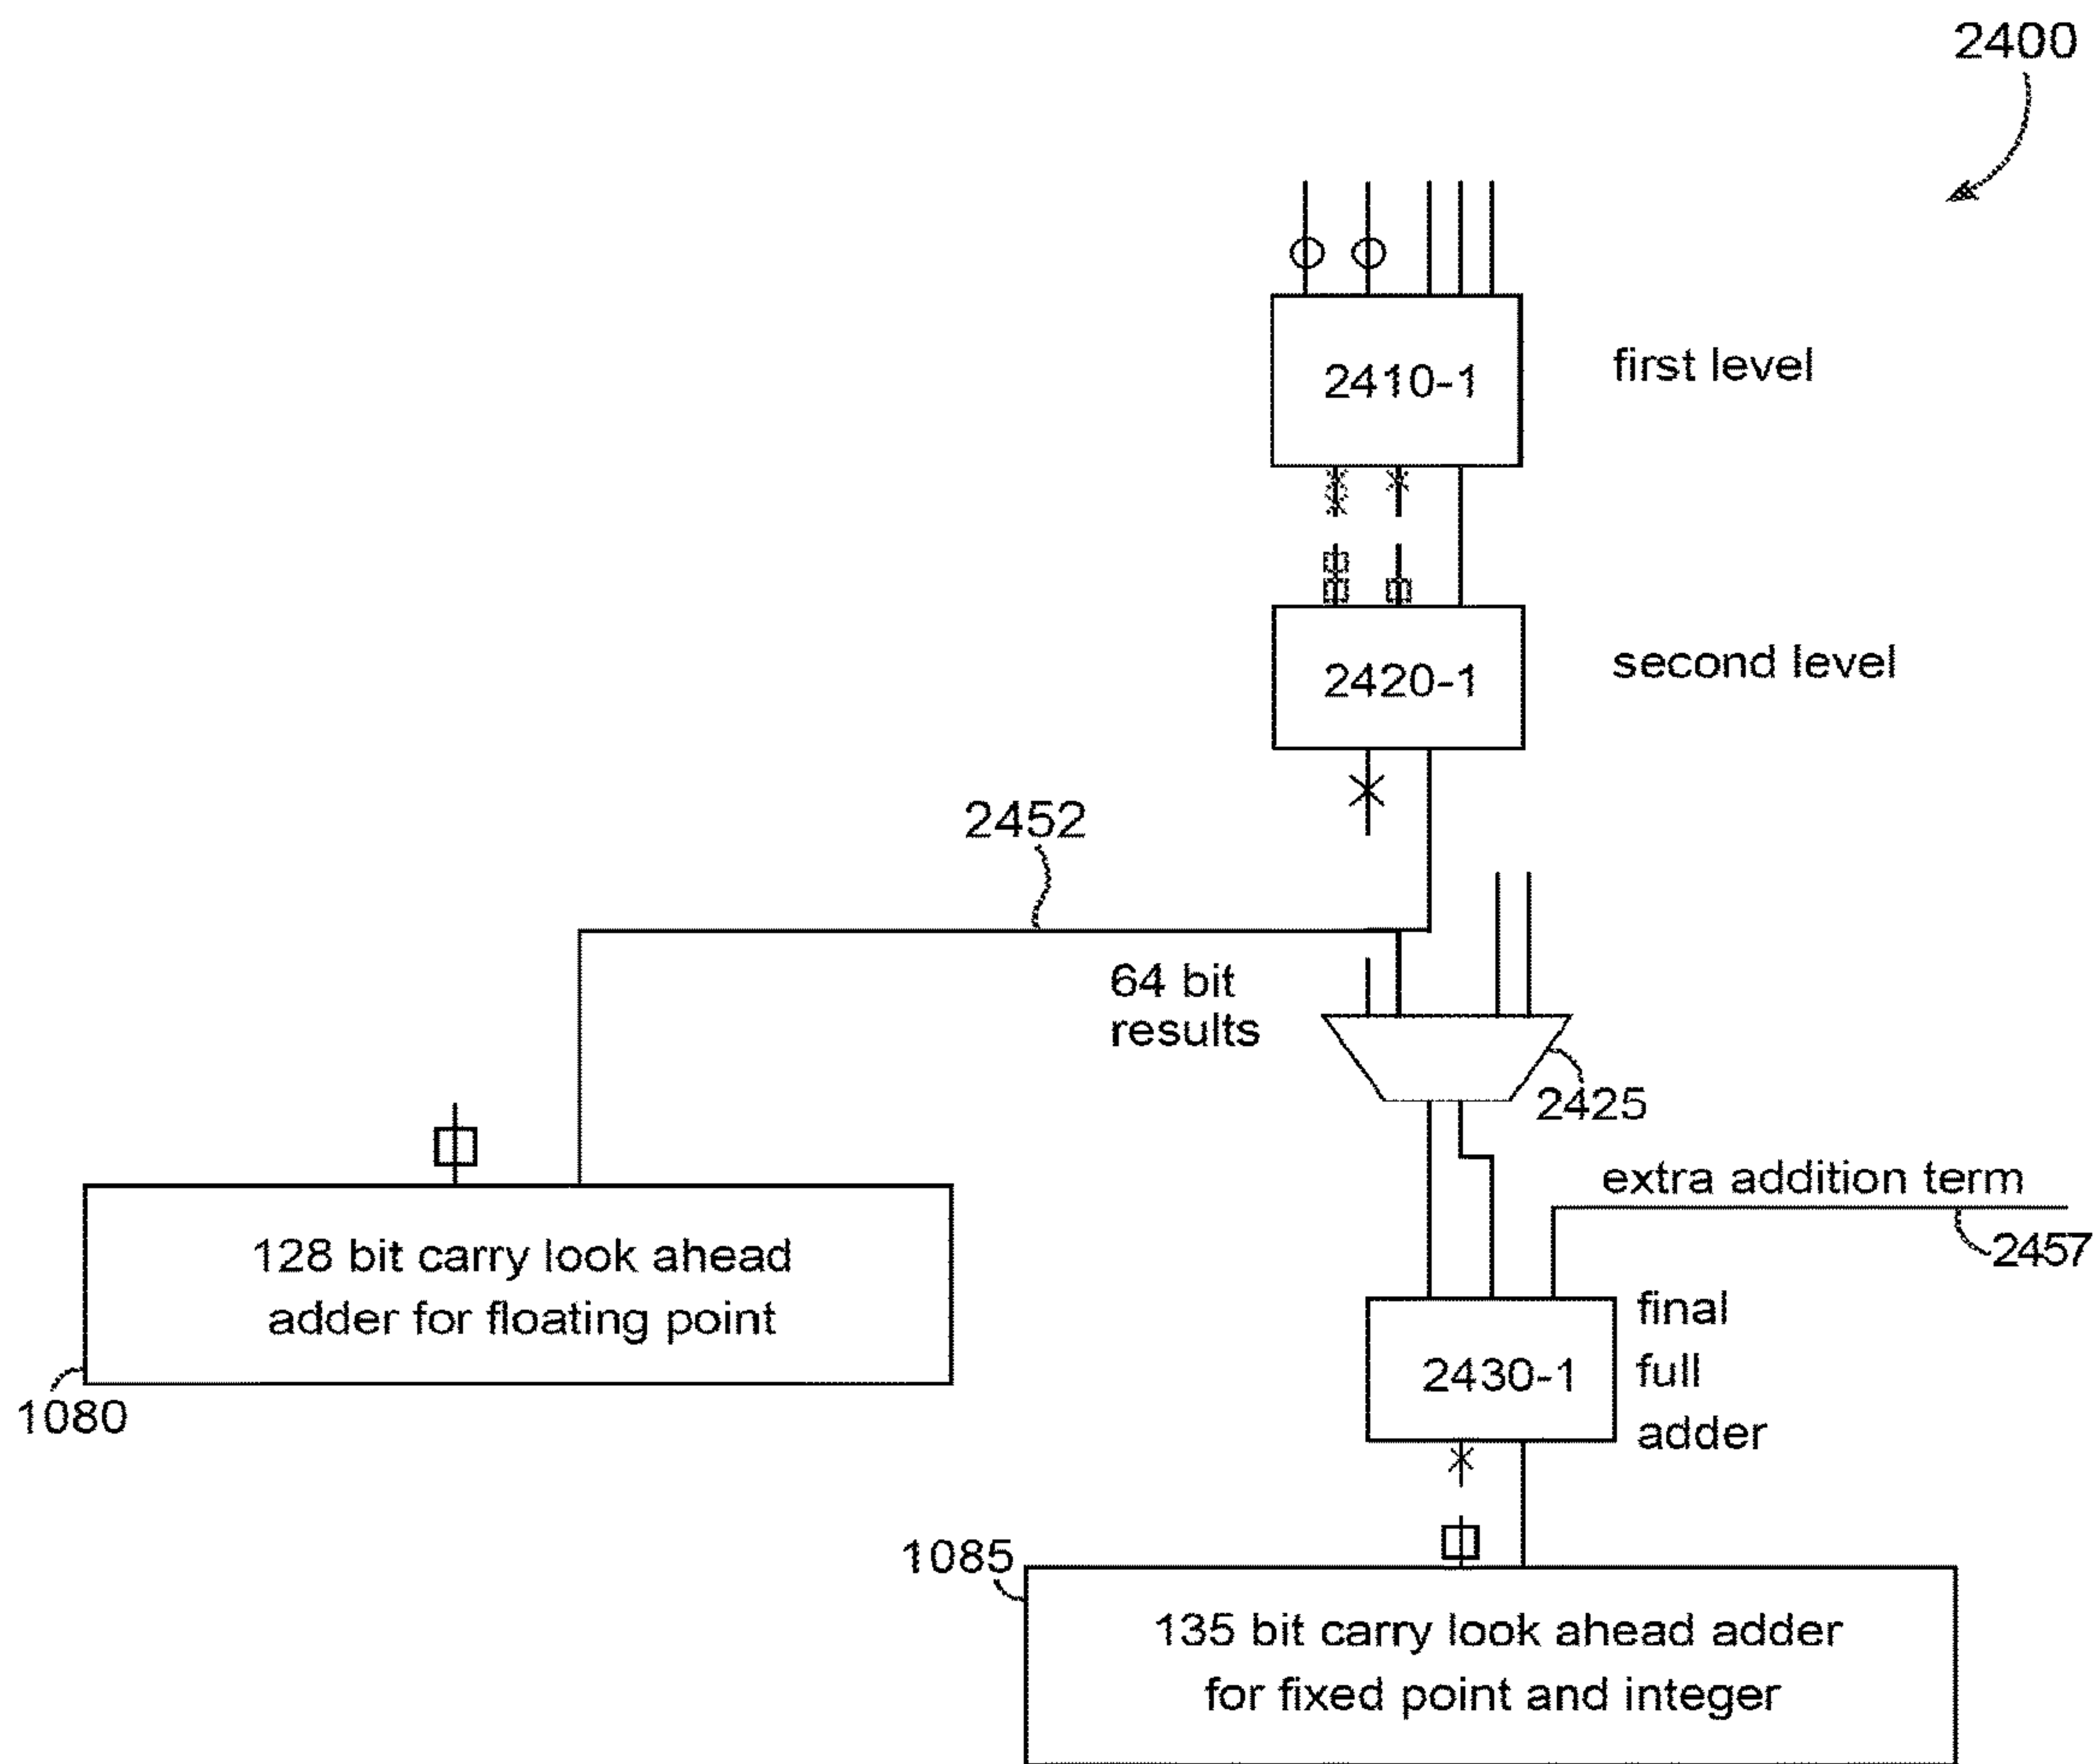 2400
2410-1
first level
2420-1
second level
2452
64 bit
results
2425
extra addition term
2457
128 bit carry look ahead
adder for floating point
1080
2430-1
final
full
adder
1085
135 bit carry look ahead adder
for fixed point and integer